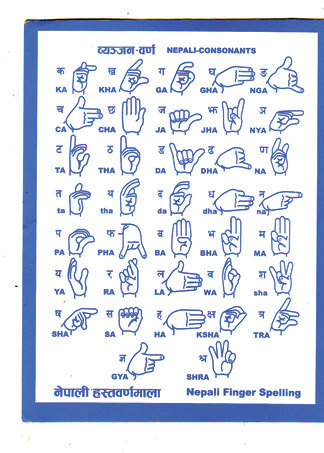 व्यञ्जन-वर्ण NEPALI-CONSONANTS
क ख ग घ ङ
KA KHA GA GHA NGA
च छ ज झ ञ
CA CHA JA JHA NYA
ट ठ ड ढ ण
TA THA DA DHA NA
त थ द ध न
ta tha da dha na
प फ ब भ म
PA PHA BA BHA MA
य र ल व श
YA RA LA WA sha
ष स ह क्ष त्र
SHA SA HA KSHA TRA
ज्ञ श्र
GYA SHRA
नेपाली हस्तवर्णमाला Nepali Finger Spelling